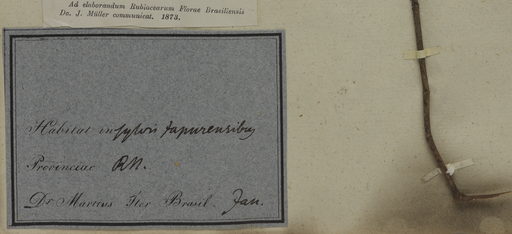 Ad elaborandum Rubiacearum Florae Brasiliensis
Dr. J. Müller communicat. 1873.
Habitat in sylvis Japurensibus
Provinciae RN.
Dr. Martius Iter Brasil. Jan.